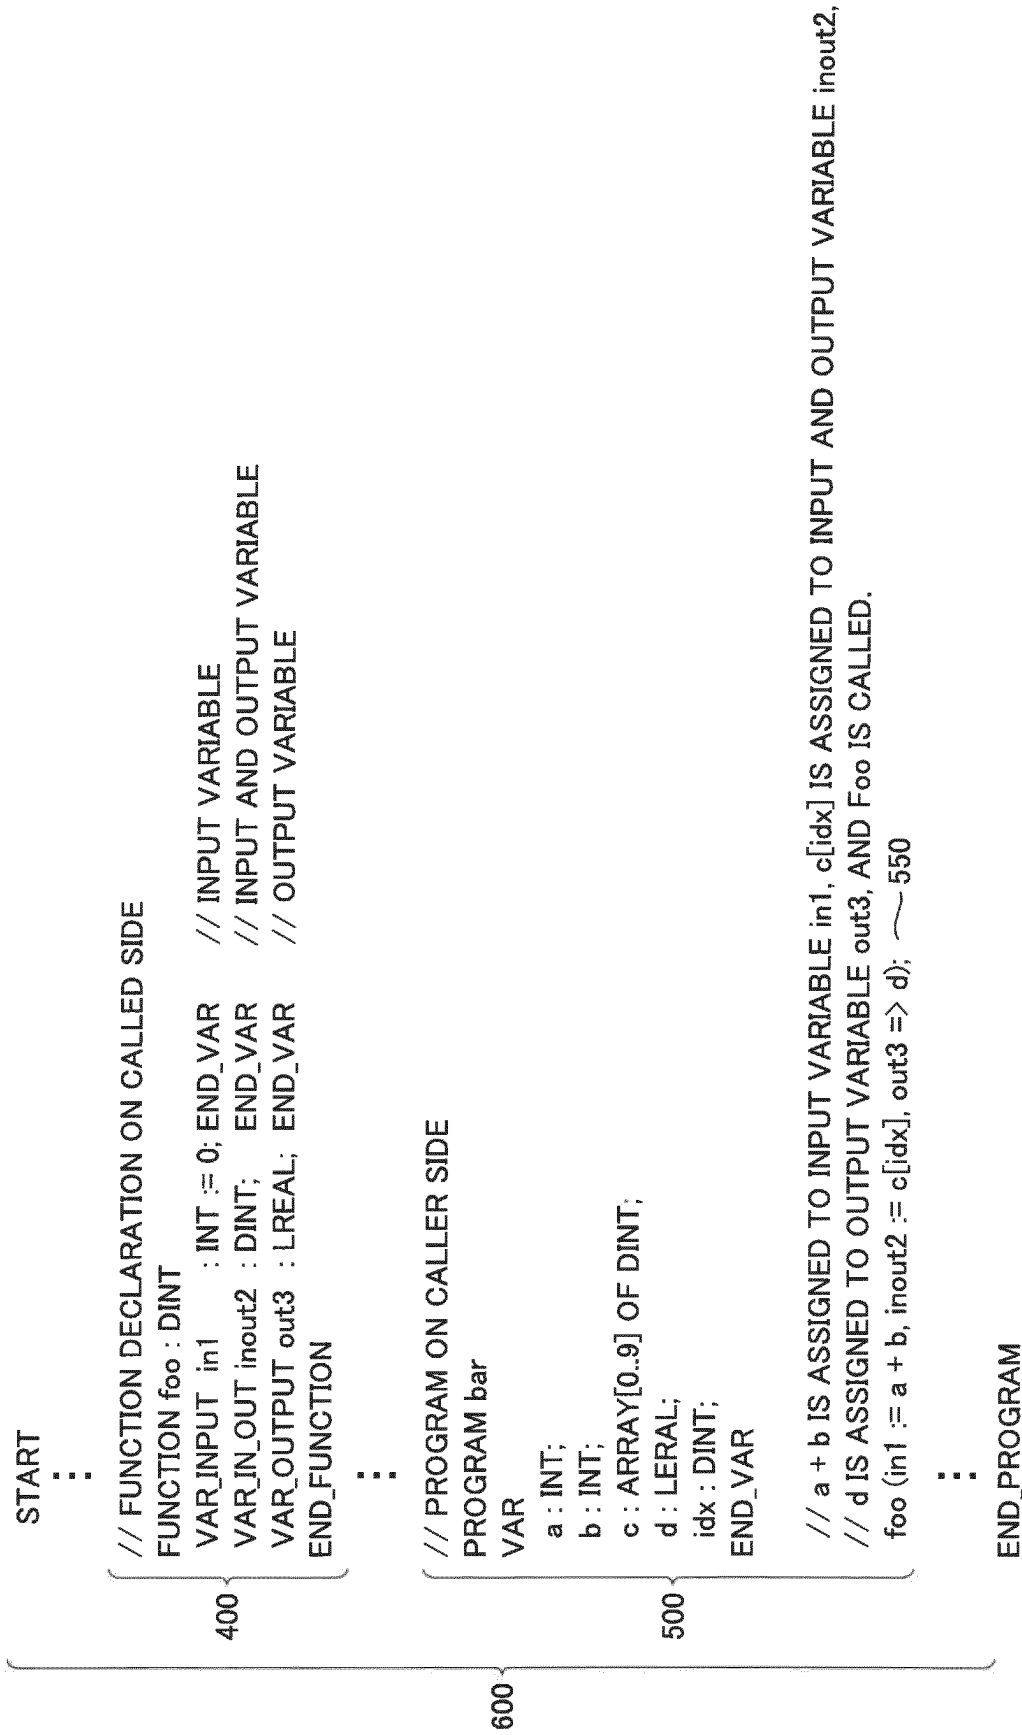 START
⋮
// FUNCTION DECLARATION ON CALLED SIDE
FUNCTION foo : DINT
VAR_INPUT in1 : INT := 0; END_VAR // INPUT VARIABLE
VAR_IN_OUT inout2 : DINT; END_VAR // INPUT AND OUTPUT VARIABLE
VAR_OUTPUT out3 : LREAL; END_VAR // OUTPUT VARIABLE
END_FUNCTION
400
⋮
// PROGRAM ON CALLER SIDE
PROGRAM bar
VAR
a : INT;
b : INT;
c : ARRAY[0..9] OF DINT;
d : LERAL;
idx : DINT;
END_VAR
// a + b IS ASSIGNED TO INPUT VARIABLE in1, c[idx] IS ASSIGNED TO INPUT AND OUTPUT VARIABLE inout2,
// d IS ASSIGNED TO OUTPUT VARIABLE out3, AND Foo IS CALLED.
foo (in1 := a + b, inout2 := c[idx], out3 => d); 550
500
⋮
END_PROGRAM
600